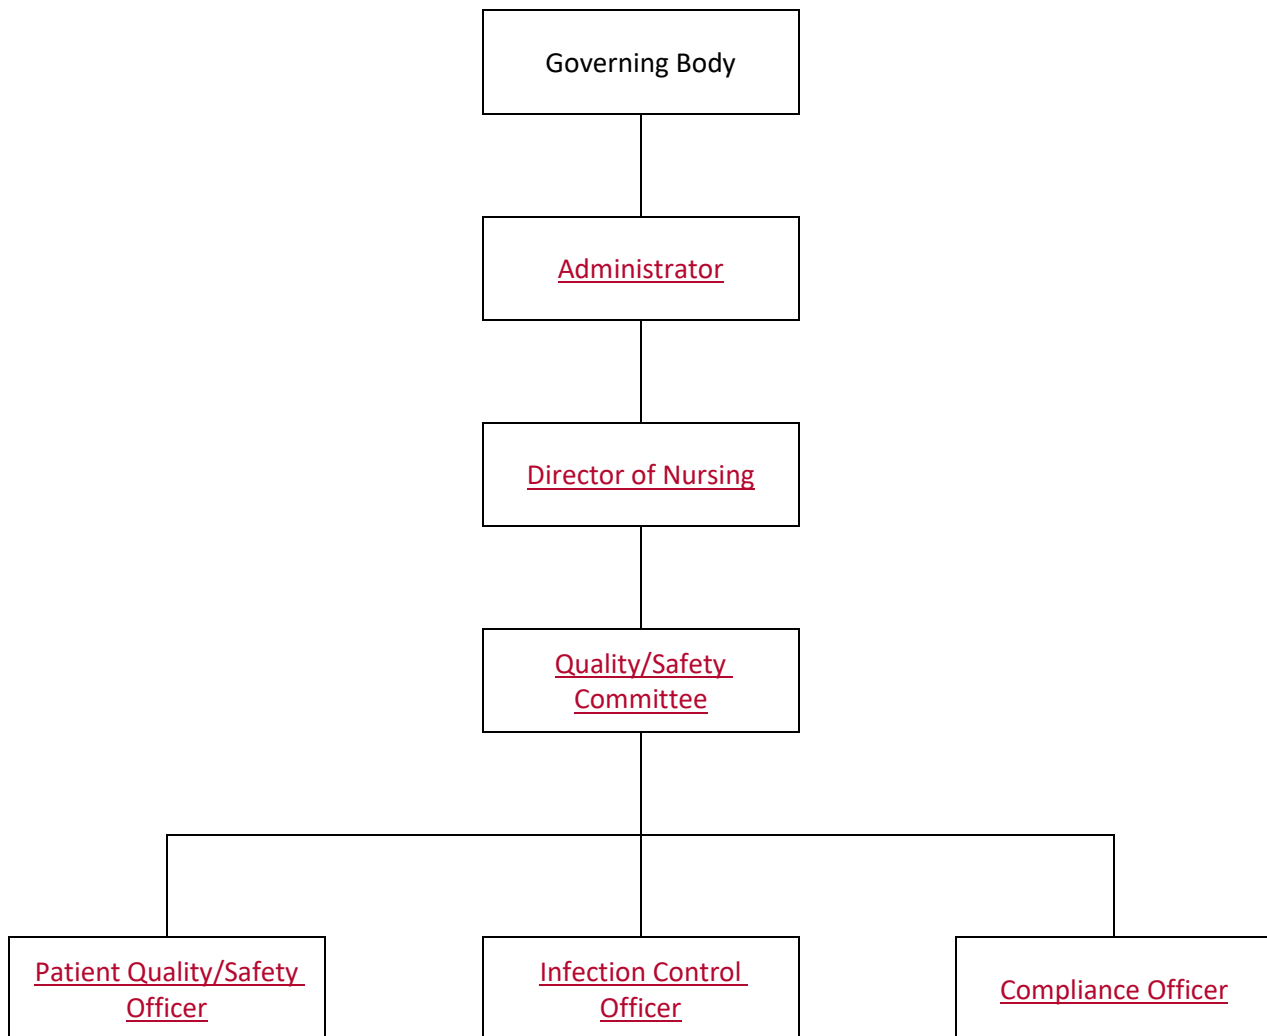 Governing Body
Administrator
Director of Nursing
Quality/Safety
Committee
Patient Quality/Safety
Officer
Infection Control
Officer
Compliance Officer